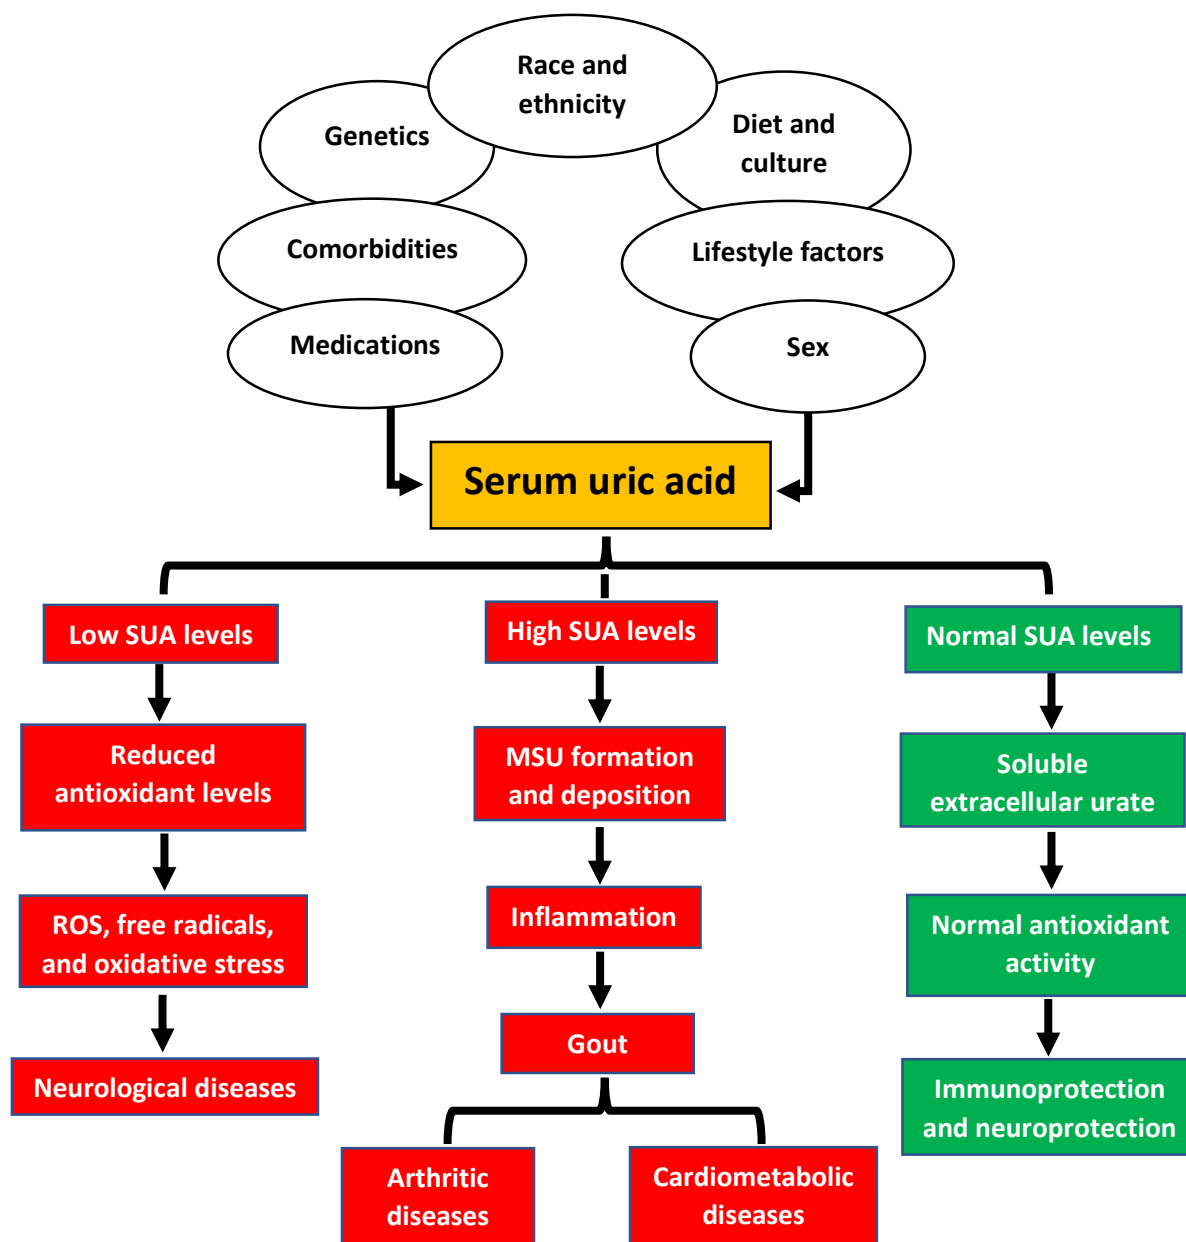 Race and
ethnicity
Genetics
Diet and
culture
Comorbidities
Lifestyle factors
Medications
Sex
Serum uric acid
Low SUA levels
High SUA levels
Normal SUA levels
Reduced
antioxidant levels
MSU formation
and deposition
Soluble
extracellular urate
ROS, free radicals,
and oxidative stress
Inflammation
Normal antioxidant
activity
Gout
Neurological diseases
Immunoprotection
and neuroprotection
Arthritic
diseases
Cardiometabolic
diseases